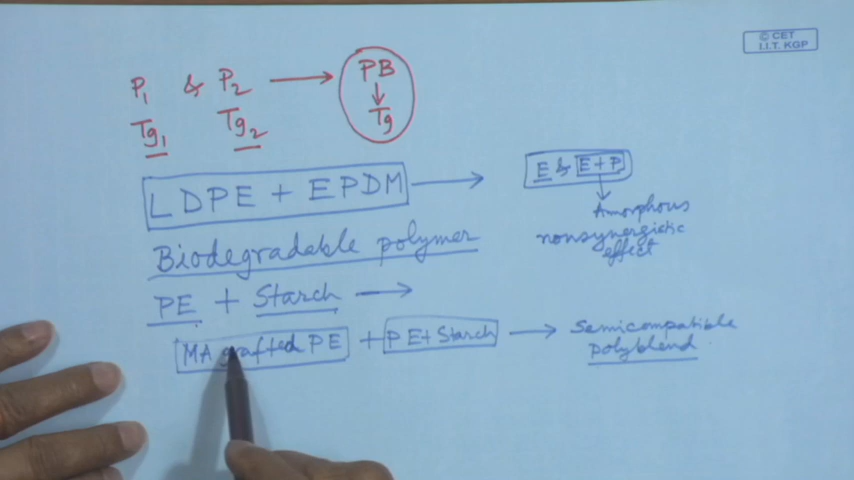 © CET
I.I.T. KGP
P1 & P2 → PB
↓
Tg1 Tg2 Tg
LDPE + EPDM → E & E+P
Amorphous
nonsynergistic
effect
Biodegradable polymer
PE + Starch →
MA grafted PE + PE + Starch → Semicompatible
Polyblend